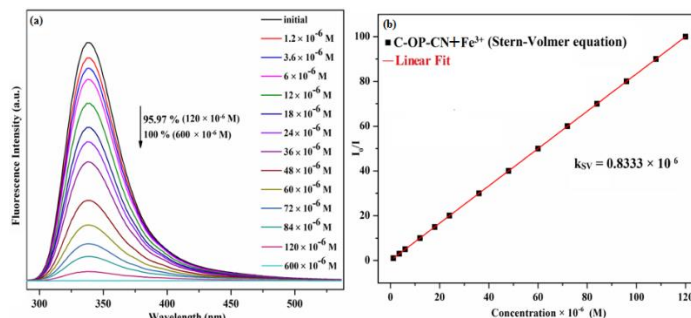 (a)
Fluorescence Intensity (a.u.)
initial
1.2 × 10⁻⁶ M
3.6 × 10⁻⁶ M
6 × 10⁻⁶ M
12 × 10⁻⁶ M
18 × 10⁻⁶ M
24 × 10⁻⁶ M
36 × 10⁻⁶ M
48 × 10⁻⁶ M
60 × 10⁻⁶ M
72 × 10⁻⁶ M
84 × 10⁻⁶ M
120 × 10⁻⁶ M
600 × 10⁻⁶ M
95.97 % (120 × 10⁻⁶ M)
100 % (600 × 10⁻⁶ M)
300 350 400 450 500
Wavelength (nm)
(b)
C-OP-CN+Fe³⁺ (Stern-Volmer equation)
Linear Fit
kSV = 0.8333 × 10⁶
I₀/I
100
80
60
40
20
0
0 20 40 60 80 100 120
Concentration × 10⁻⁶ (M)